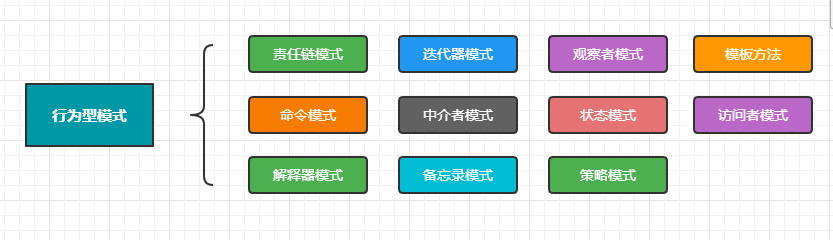 行为型模式
责任链模式
迭代器模式
观察者模式
模板方法
命令模式
中介者模式
状态模式
访问者模式
解释器模式
备忘录模式
策略模式